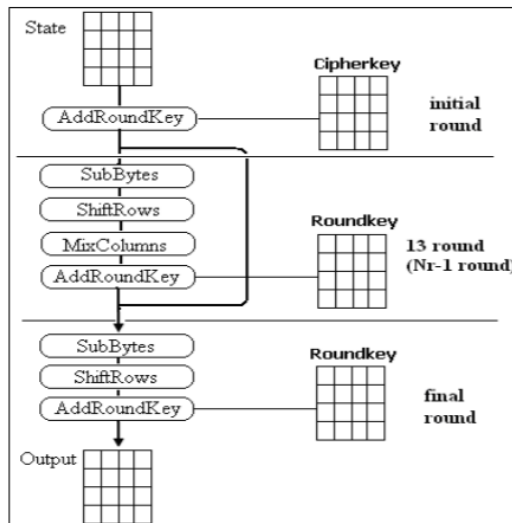 State
Cipherkey
AddRoundKey
initial
round
SubBytes
ShiftRows
MixColumns
AddRoundKey
Roundkey
13 round
(Nr-1 round)
SubBytes
ShiftRows
AddRoundKey
Roundkey
final
round
Output